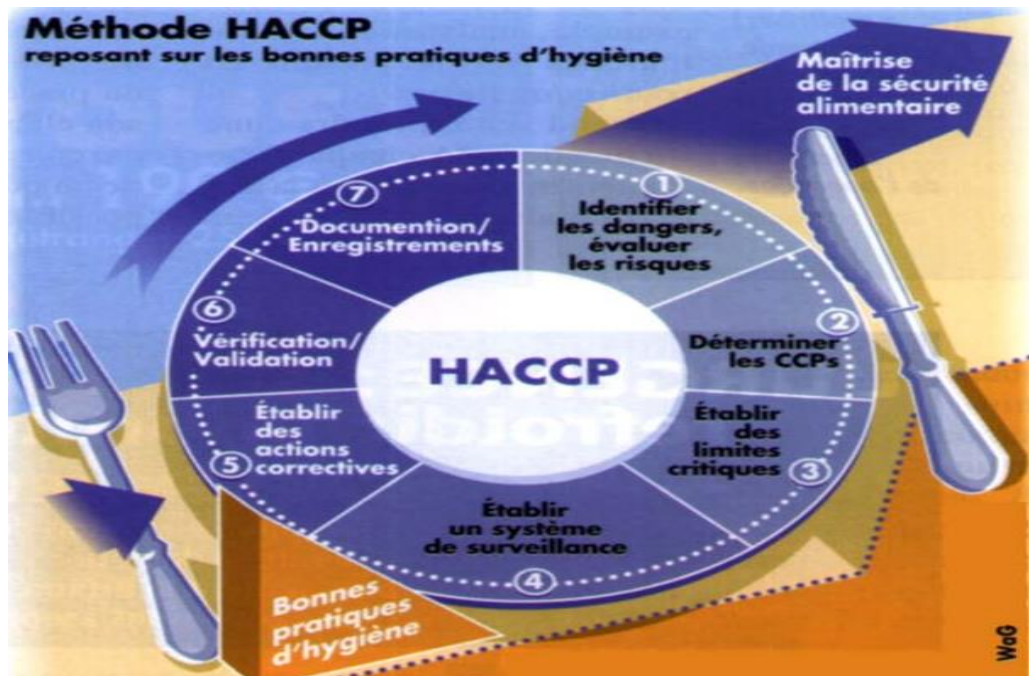 Méthode HACCP
reposant sur les bonnes pratiques d'hygiène
Maîtrise
de la sécurité
alimentaire
1
Identifier
les dangers,
évaluer
les risques
2
Déterminer
les CCPs
3
Établir
des
limites
critiques
4
Établir
un système
de surveillance
5
Établir
des
actions
correctives
6
Vérification/
Validation
7
Documention/
Enregistrements
HACCP
Bonnes
pratiques
d'hygiène
WaG